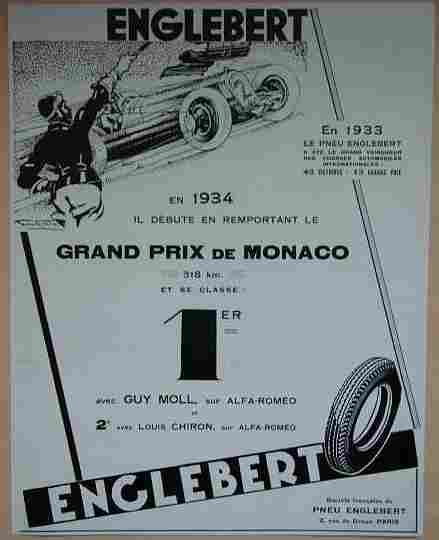 ENGLEBERT
En 1933
LE PNEU ENGLEBERT
A ÉTÉ LE GRAND VAINQUEUR
DES COURSES AUTOMOBILES
INTERNATIONALES :
GRAND PRIX
EN 1934
IL DÉBUTE EN REMPORTANT LE
GRAND PRIX DE MONACO
318 km.
ET SE CLASSE :
1ER
AVEC GUY MOLL, SUR ALFA-ROMEO
et
2e AVEC LOUIS CHIRON, SUR ALFA-ROMEO
ENGLEBERT
Société Française du
PNEU ENGLEBERT
PARIS